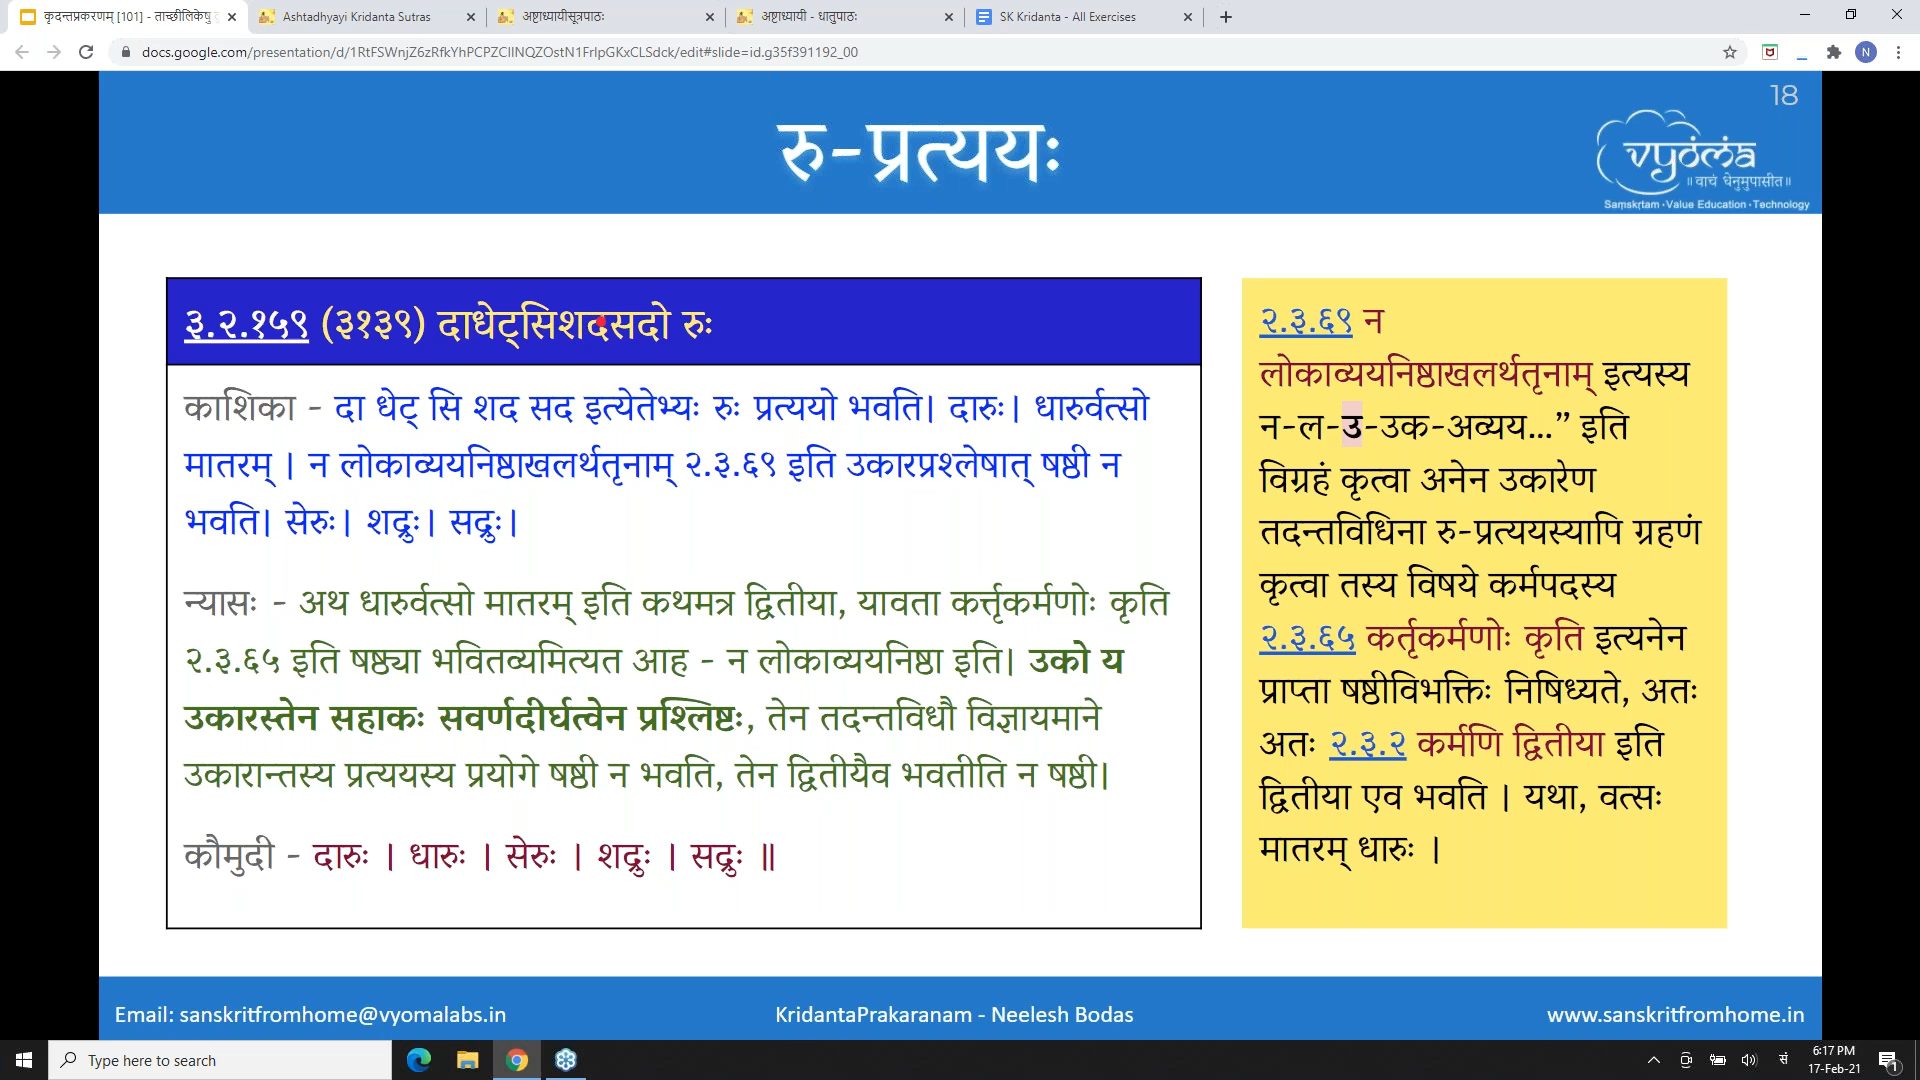 कृदन्तप्रकरणम् [101] - ताच्छीलिकेषु
Ashtadhyayi Kridanta Sutras
अष्टाध्यायीसूत्रपाठः
अष्टाध्यायी - धातुपाठः
SK Kridanta - All Exercises
docs.google.com/presentation/d/1RtFSWnjZ6zRfkYhPCPZCIlNQZOstN1FrlpGKxCLSdck/edit#slide=id.g35f391192_00
N
18
रु-प्रत्ययः
vyoma
॥वाचं धेनुमुपासीत॥
Saṃskṛtam •Value Education •Technology
३.२.१५९ (३१३९) दाधेट्सिशदसदो रुः
काशिका - दा धेट् सि शद सद इत्येतेभ्यः रुः प्रत्ययो भवति। दारुः। धारुर्वत्सो
मातरम् । न लोकाव्ययनिष्ठाखलर्थतृनाम् २.३.६९ इति उकारप्रश्लेषात् षष्ठी न
भवति। सेरुः। शद्रुः। सद्रुः।
न्यासः - अथ धारुर्वत्सो मातरम् इति कथमत्र द्वितीया, यावता कर्त्तृकर्मणोः कृति
२.३.६५ इति षष्ठ्या भवितव्यमित्यत आह - न लोकाव्ययनिष्ठा इति। उको य
उकारस्तेन सहाकः सवर्णदीर्घत्वेन प्रश्लिष्टः, तेन तदन्तविधौ विज्ञायमाने
उकारान्तस्य प्रत्ययस्य प्रयोगे षष्ठी न भवति, तेन द्वितीयैव भवतीति न षष्ठी।
कौमुदी - दारुः । धारुः । सेरुः । शद्रुः । सद्रुः ॥
२.३.६९ न
लोकाव्ययनिष्ठाखलर्थतृनाम् इत्यस्य
न-ल-उ-उक-अव्यय...” इति
विग्रहं कृत्वा अनेन उकारेण
तदन्तविधिना रु-प्रत्ययस्यापि ग्रहणं
कृत्वा तस्य विषये कर्मपदस्य
२.३.६५ कर्तृकर्मणोः कृति इत्यनेन
प्राप्ता षष्ठीविभक्तिः निषिध्यते, अतः
अतः २.३.२ कर्मणि द्वितीया इति
द्वितीया एव भवति । यथा, वत्सः
मातरम् धारुः ।
Email: sanskritfromhome@vyomalabs.in
KridantaPrakaranam - Neelesh Bodas
www.sanskritfromhome.in
Type here to search
सं
6:17 PM
17-Feb-21
1